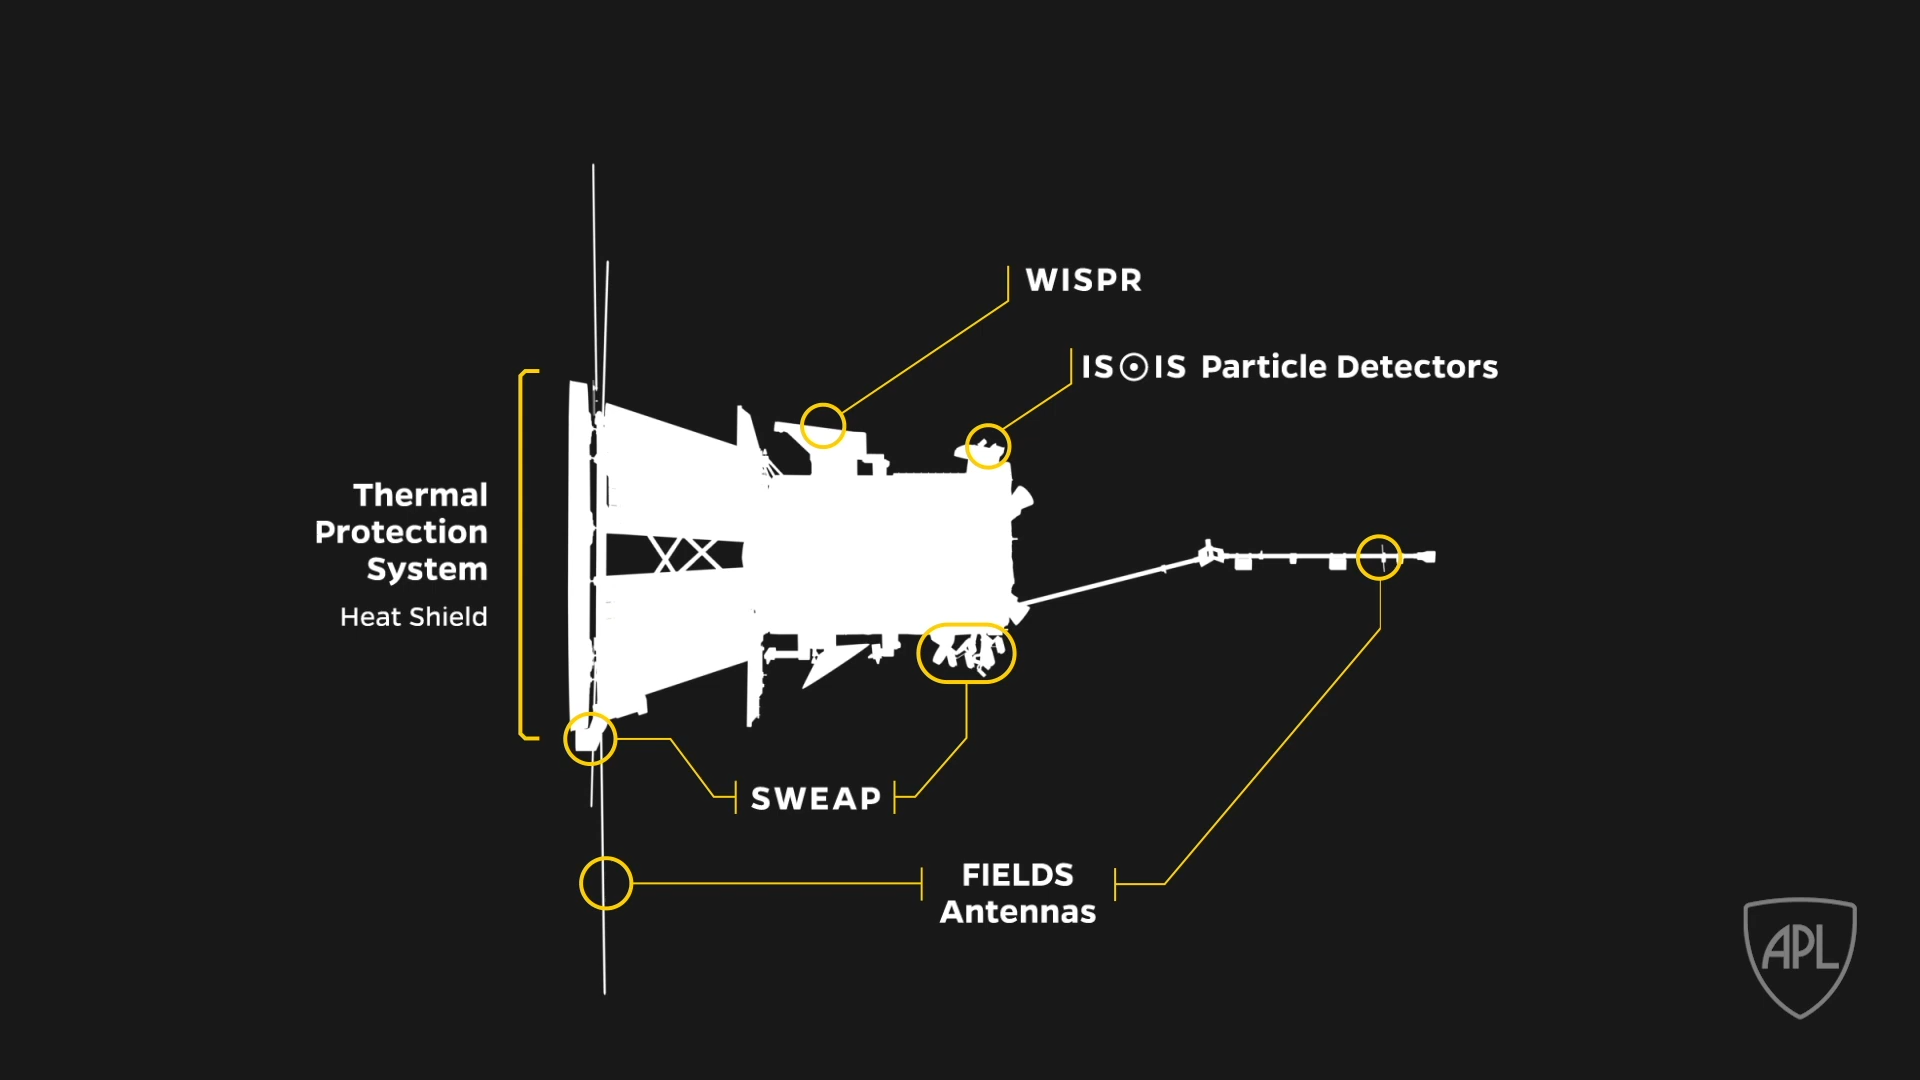 WISPR
IS☉IS Particle Detectors
Thermal
Protection
System
Heat Shield
SWEAP
FIELDS
Antennas
APL